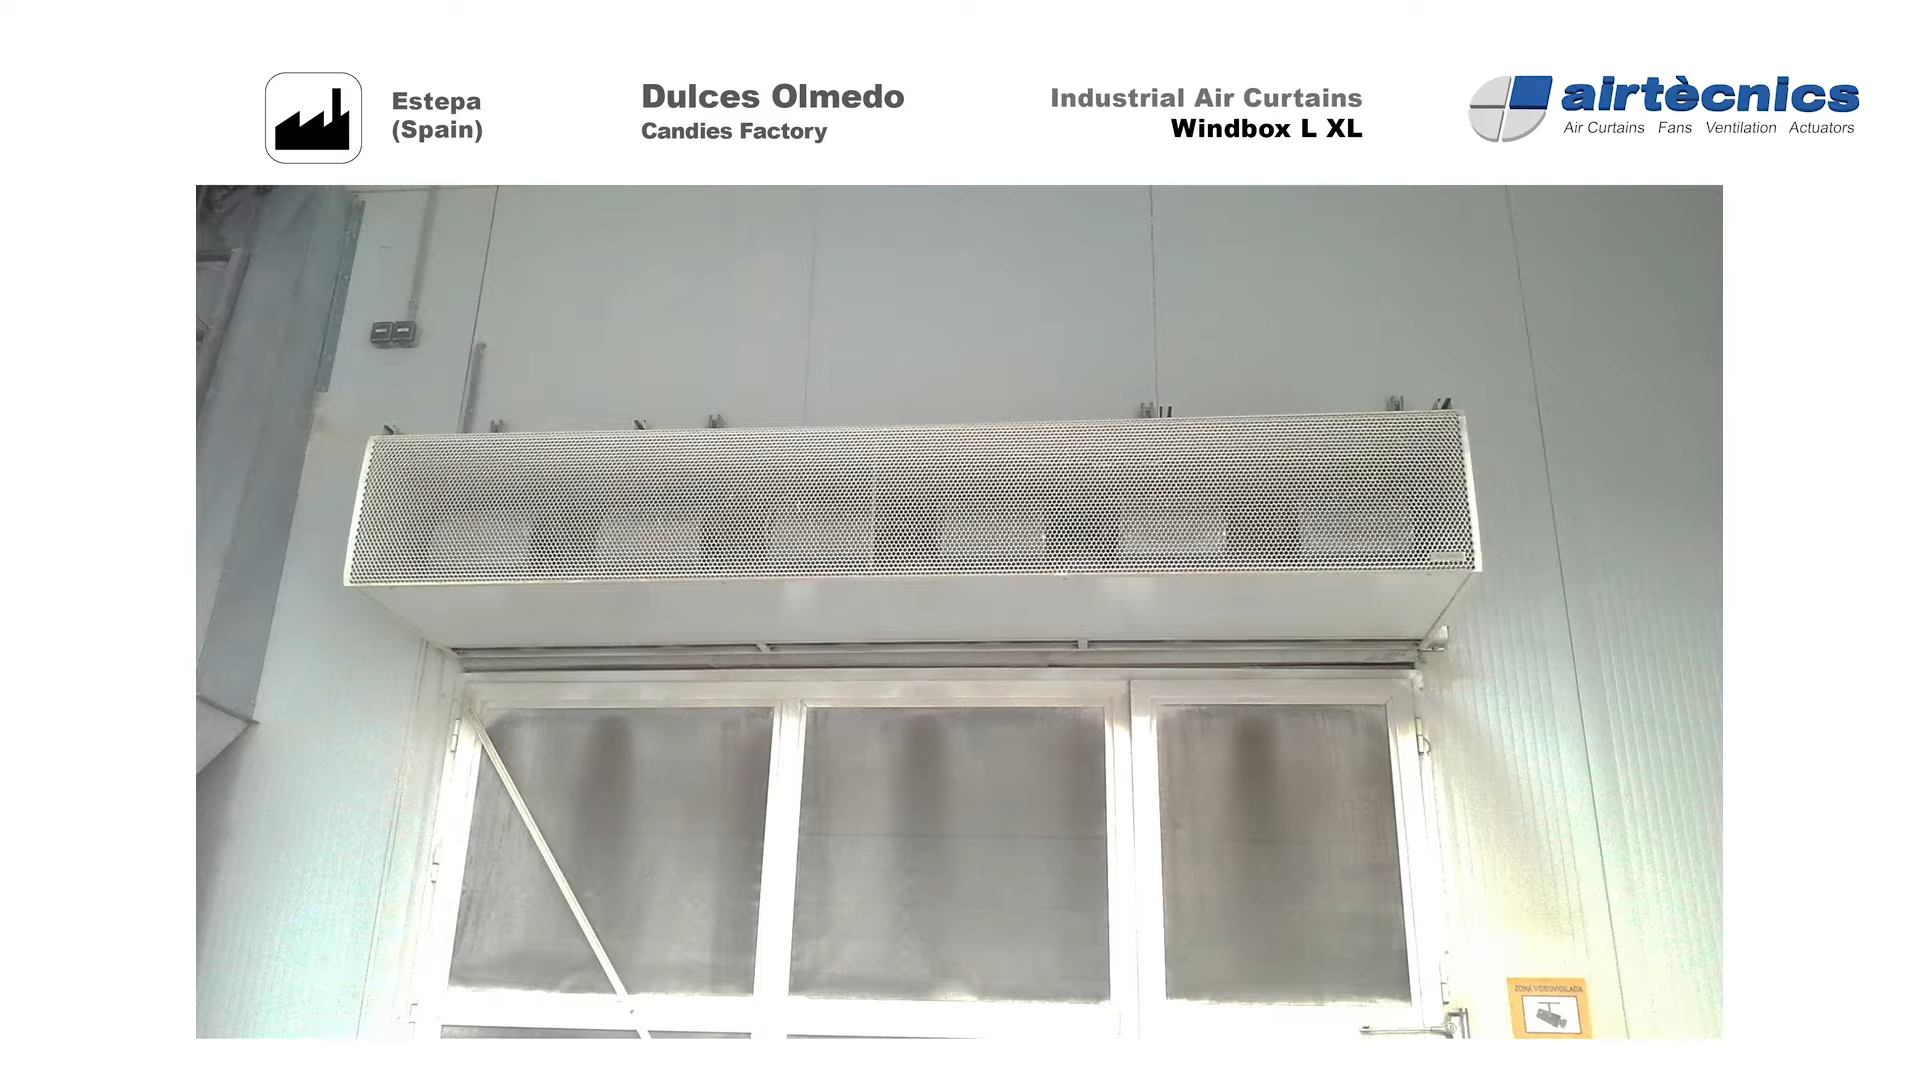 Estepa
(Spain)
Dulces Olmedo
Candies Factory
Industrial Air Curtains
Windbox L XL
airtècnics
Air Curtains Fans Ventilation Actuators
ZONA VIDEOVIGILADA